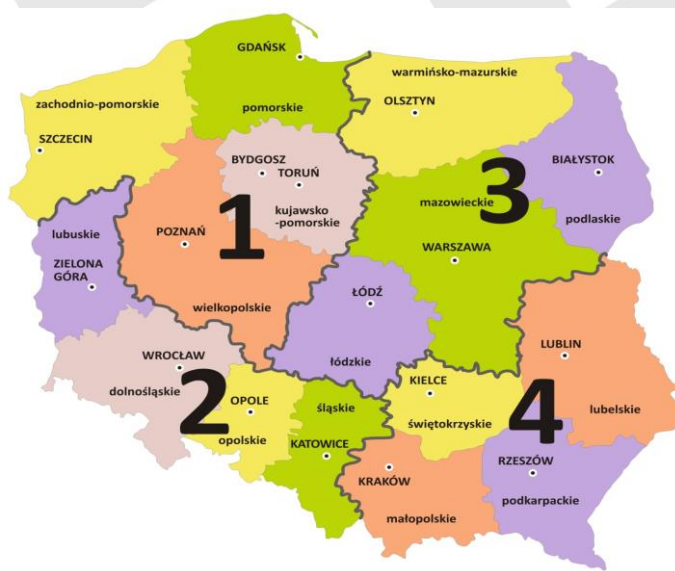 GDAŃSK
pomorskie
zachodnio-pomorskie
SZCZECIN
warmińsko-mazurskie
OLSZTYN
BYDGOSZ
TORUŃ
kujawsko
-pomorskie
1
3
BIAŁYSTOK
podlaskie
mazowieckie
WARSZAWA
lubuskie
ZIELONA
GÓRA
POZNAŃ
wielkopolskie
ŁÓDŹ
łódzkie
WROCŁAW
dolnośląskie
2
OPOLE
opolskie
śląskie
KATOWICE
KIELCE
świętokrzyskie
4
LUBLIN
lubelskie
KRAKÓW
małopolskie
RZESZÓW
podkarpackie